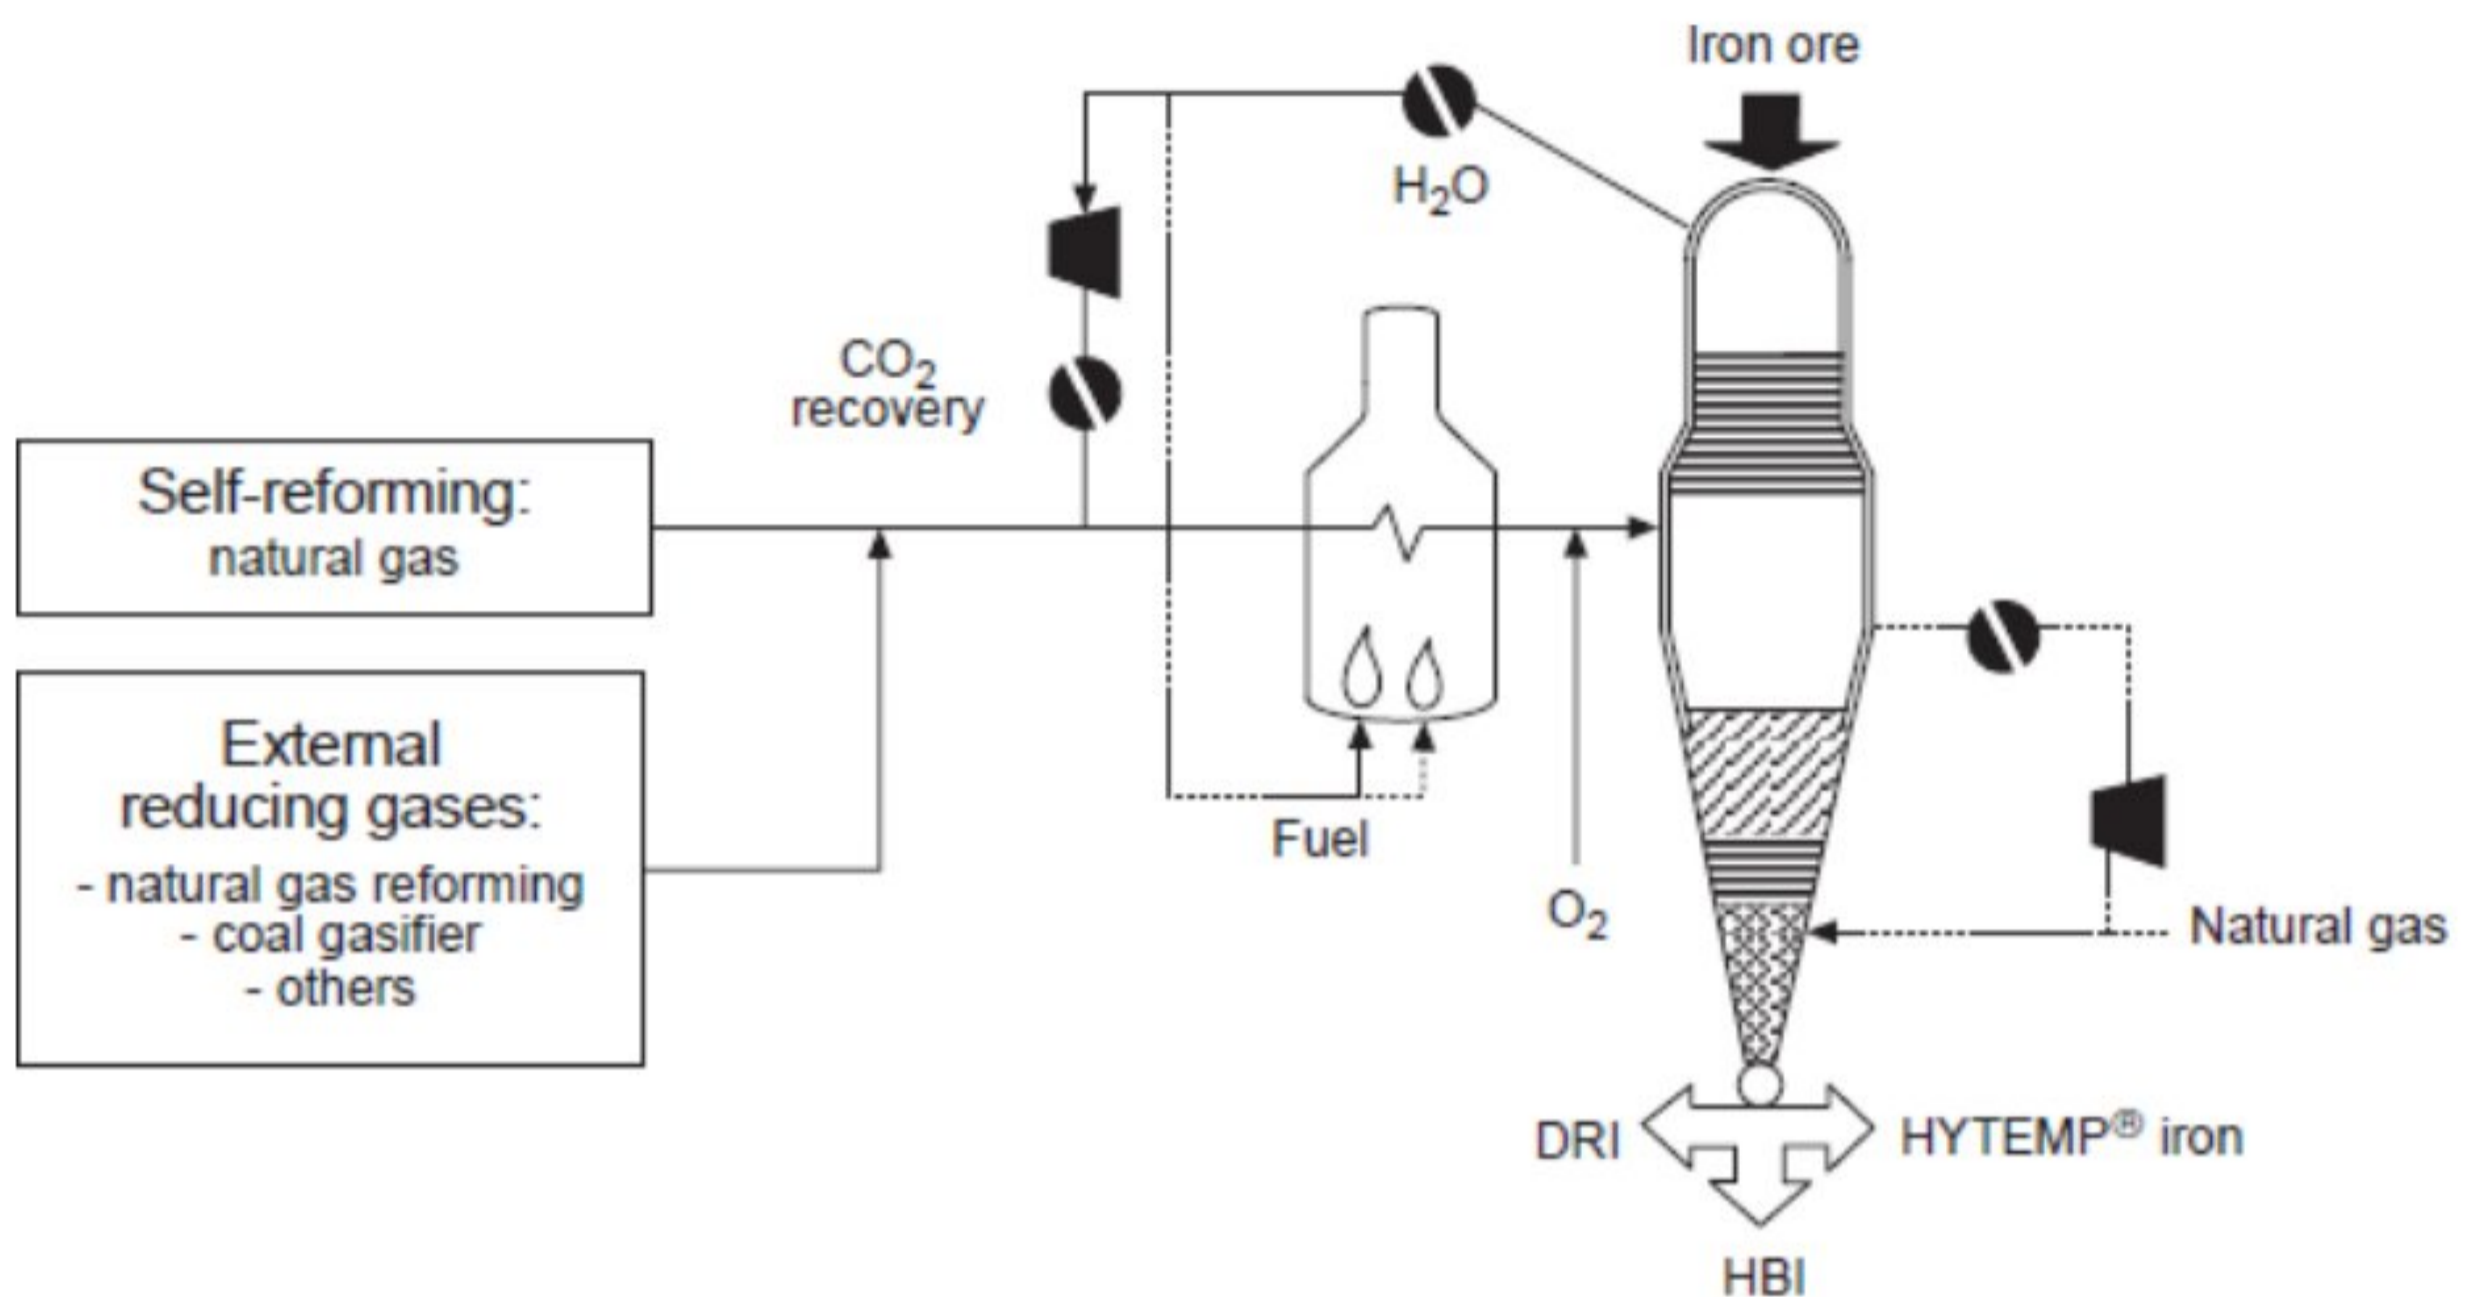 Iron ore
H₂O
CO₂
recovery
Self-reforming:
natural gas
External
reducing gases:
- natural gas reforming
- coal gasifier
- others
Fuel
O₂
Natural gas
DRI
HYTEMP® iron
HBI